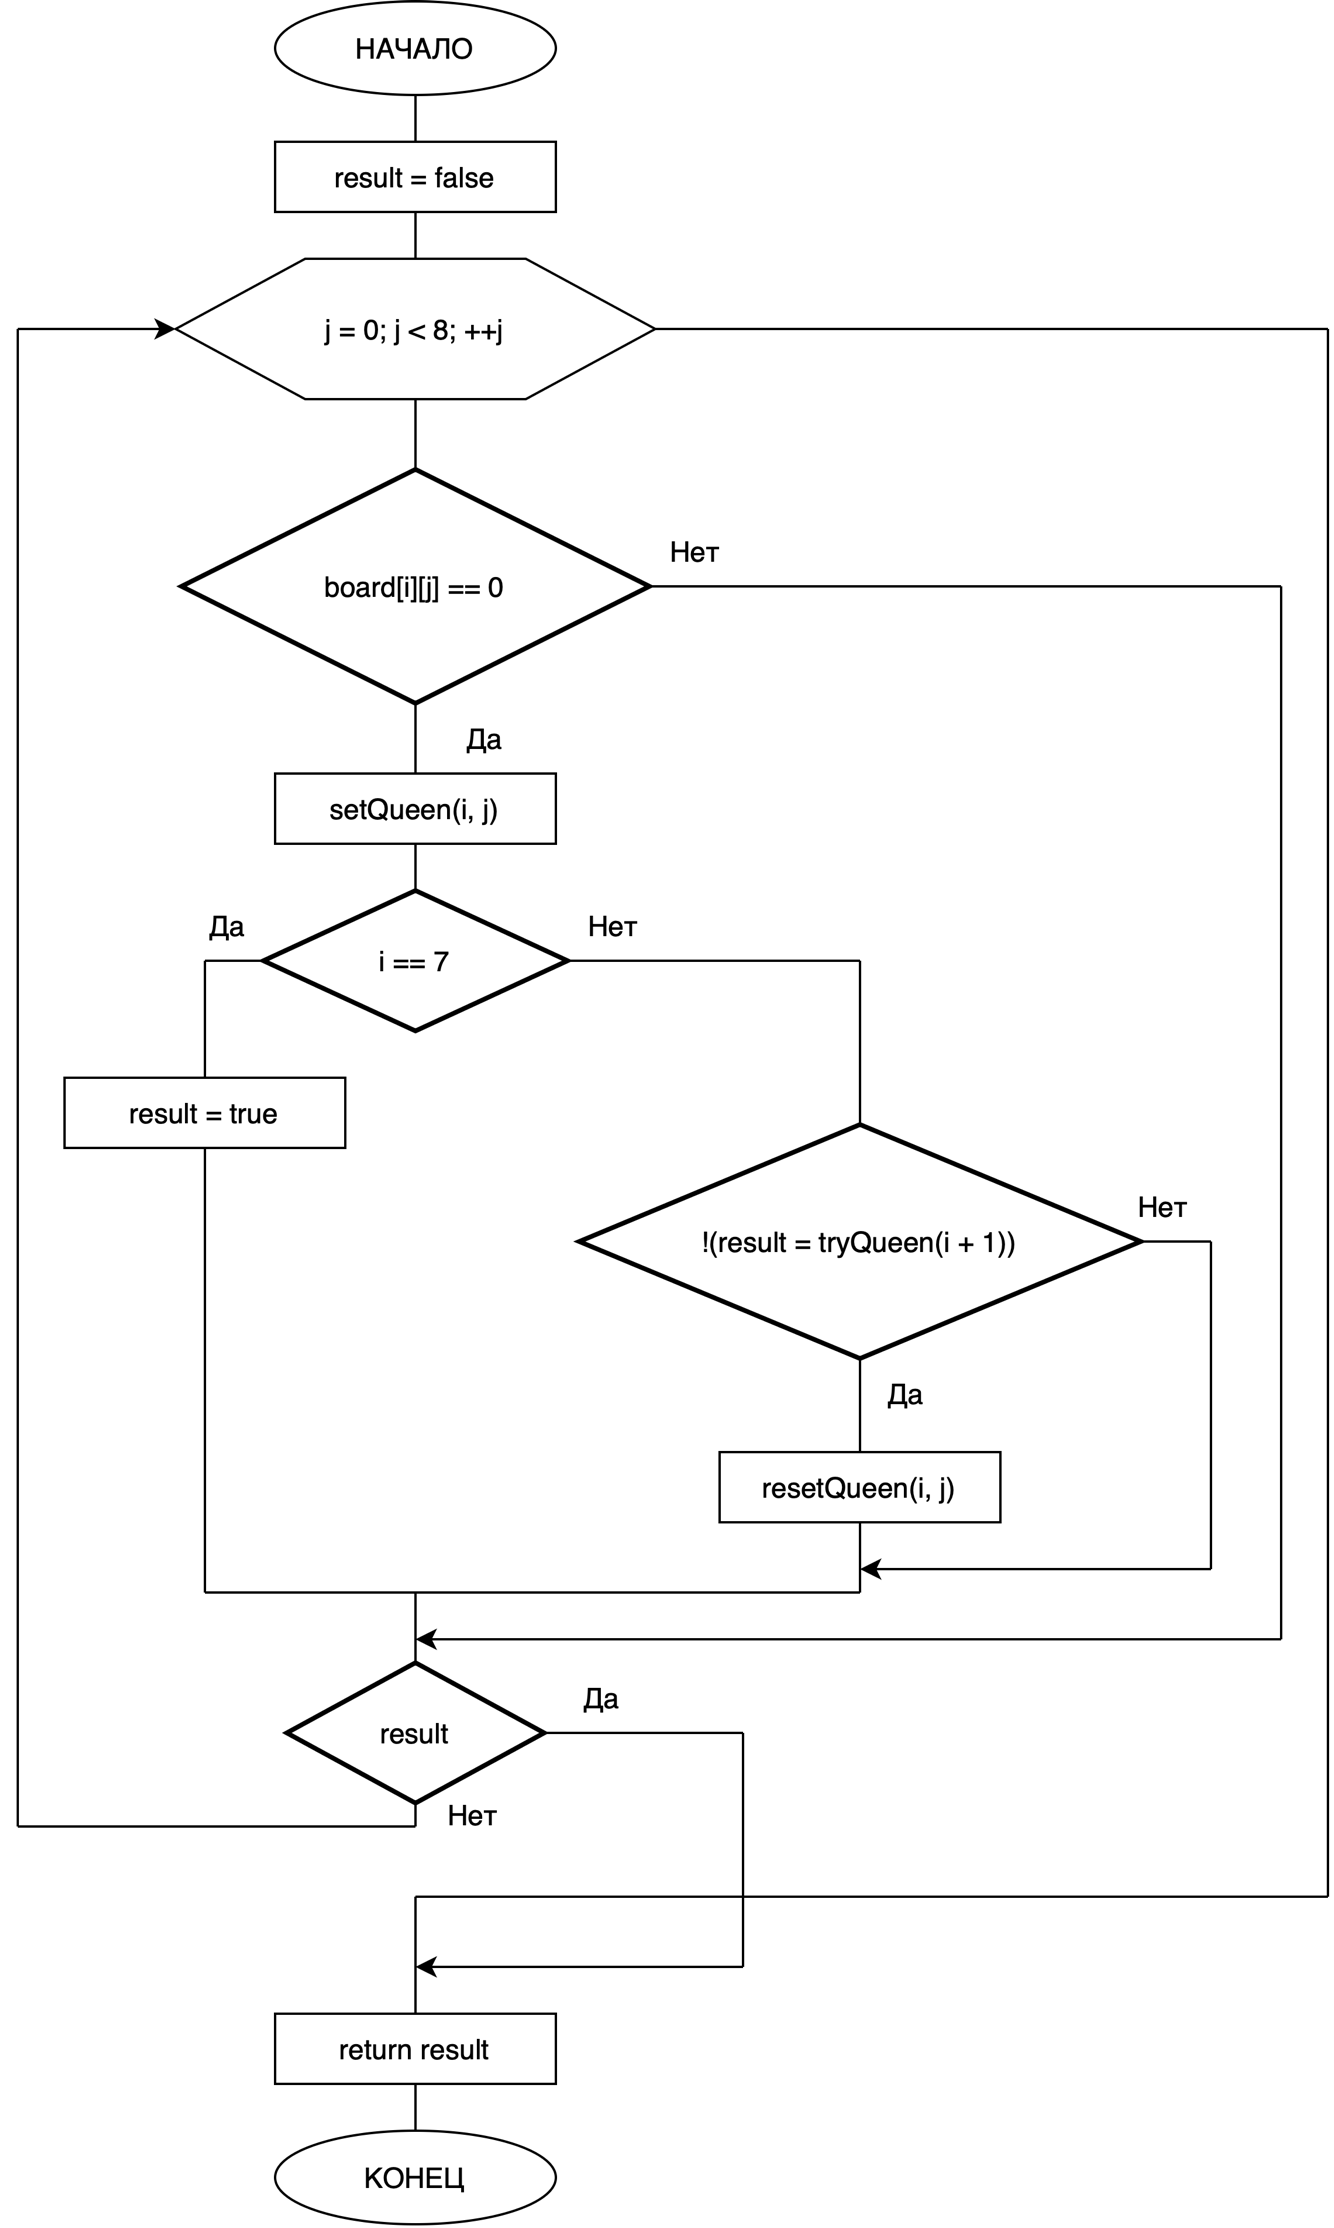 НАЧАЛО
result = false
j = 0; j < 8; ++j
board[i][j] == 0
Нет
Да
setQueen(i, j)
Да
i == 7
Нет
result = true
!(result = tryQueen(i + 1))
Нет
Да
resetQueen(i, j)
result
Да
Нет
return result
КОНЕЦ